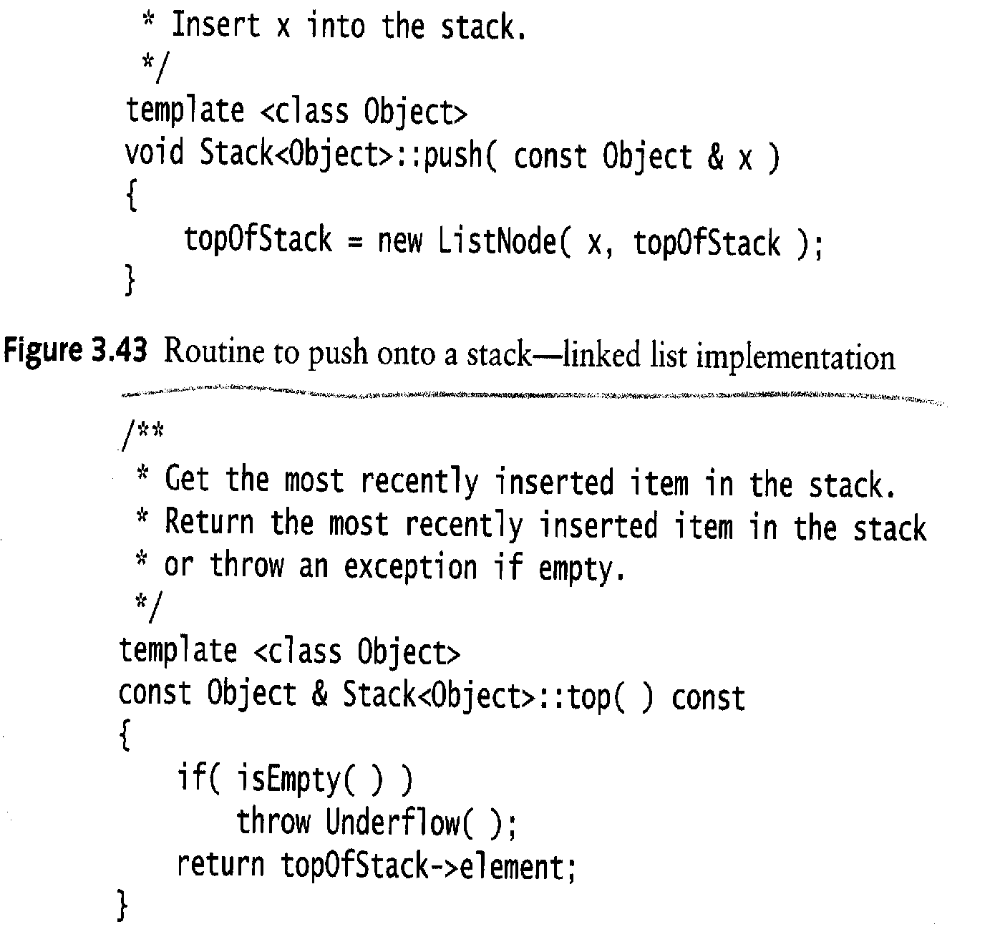 * Insert x into the stack.
 */
template <class Object>
void Stack<Object>::push( const Object & x )
{
    topOfStack = new ListNode( x, topOfStack );
}
Figure 3.43 Routine to push onto a stack—linked list implementation
/**
 * Get the most recently inserted item in the stack.
 * Return the most recently inserted item in the stack
 * or throw an exception if empty.
 */
template <class Object>
const Object & Stack<Object>::top( ) const
{
    if( isEmpty( ) )
        throw Underflow( );
    return topOfStack->element;
}